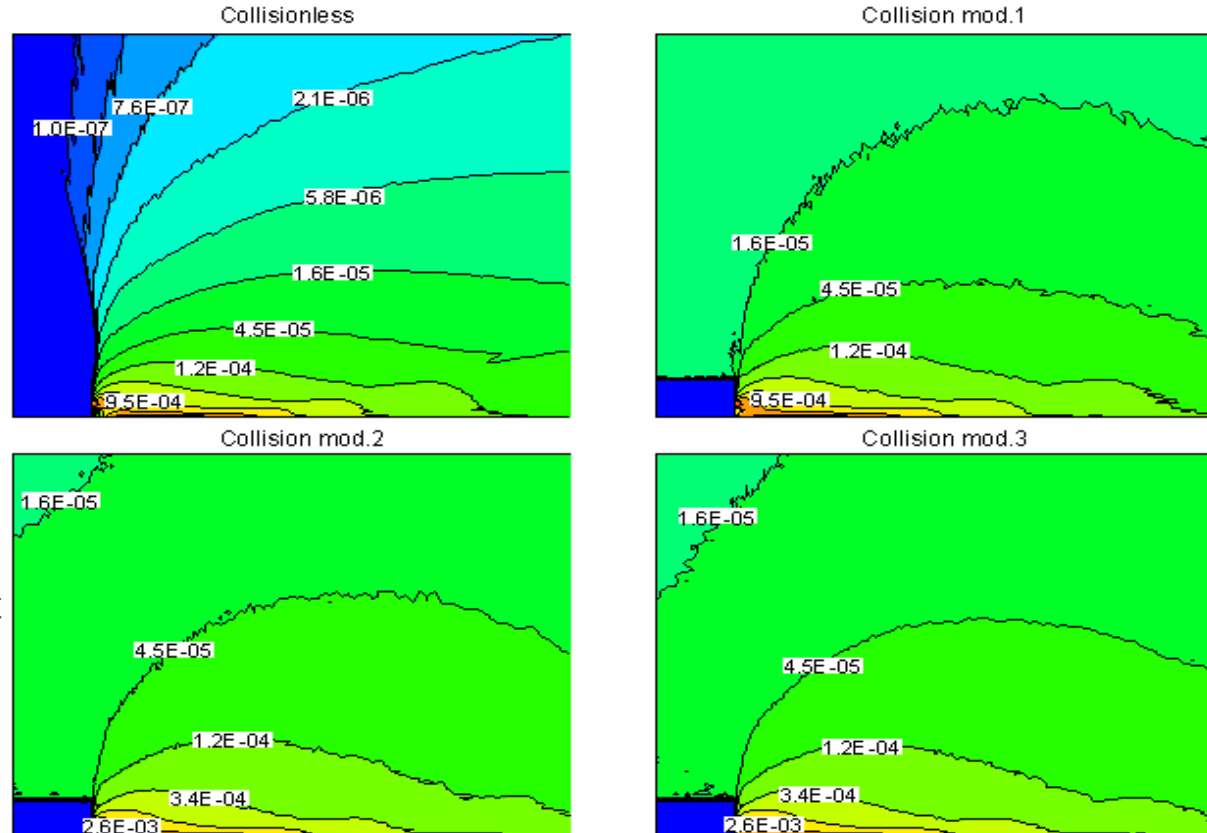 Collisionless
2.1E-06
7.6E-07
1.0E-07
5.8E-06
1.6E-05
4.5E-05
1.2E-04
9.5E-04
Collision mod.1
1.6E-05
4.5E-05
1.2E-04
9.5E-04
Collision mod.2
1.6E-05
4.5E-05
1.2E-04
3.4E-04
2.6E-03
Collision mod.3
1.6E-05
4.5E-05
1.2E-04
3.4E-04
2.6E-03